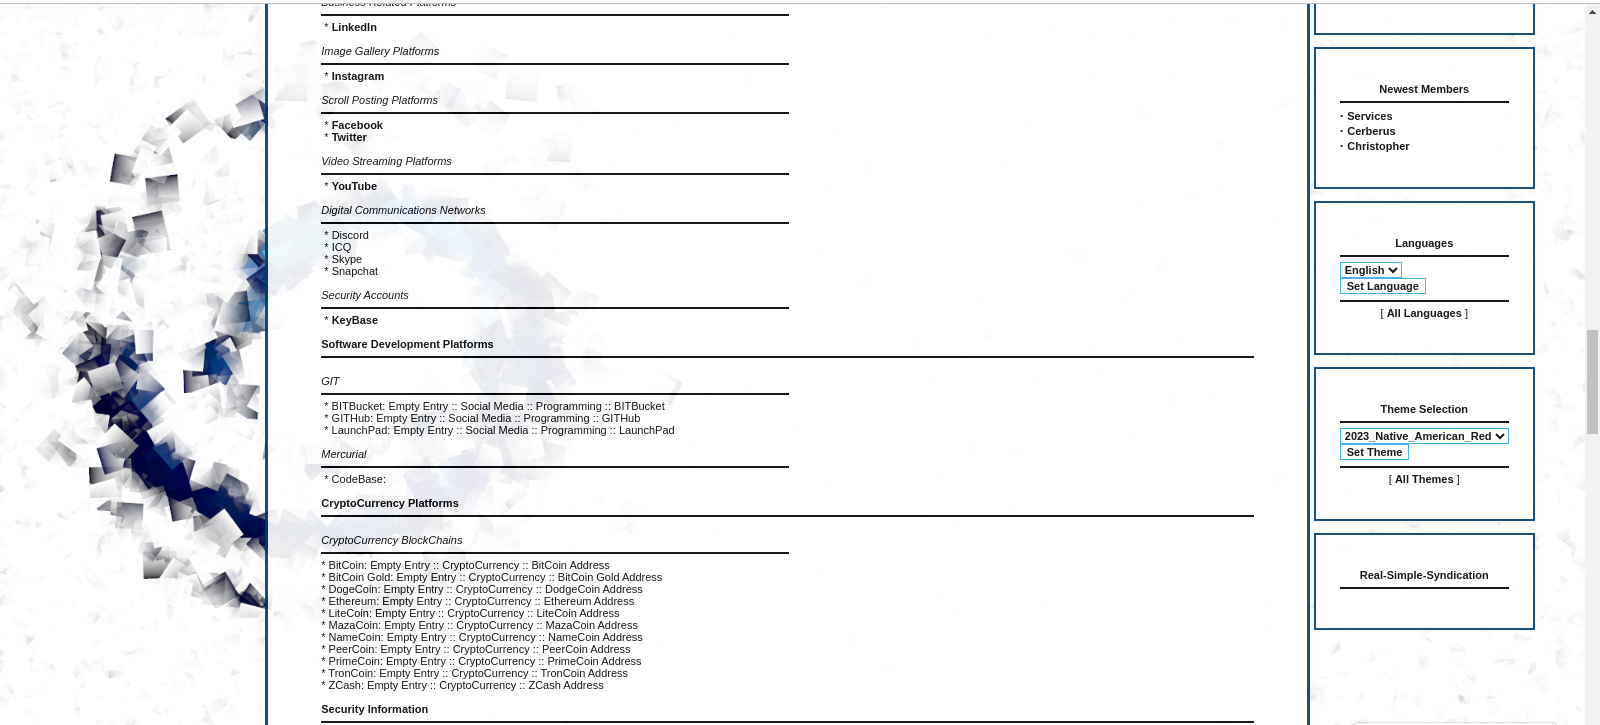 Business Related Platforms
* LinkedIn
Image Gallery Platforms
* Instagram
Scroll Posting Platforms
* Facebook
* Twitter
Video Streaming Platforms
* YouTube
Digital Communications Networks
* Discord
* ICQ
* Skype
* Snapchat
Security Accounts
* KeyBase
Software Development Platforms
GIT
* BITBucket: Empty Entry :: Social Media :: Programming :: BITBucket
* GITHub: Empty Entry :: Social Media :: Programming :: GITHub
* LaunchPad: Empty Entry :: Social Media :: Programming :: LaunchPad
Mercurial
* CodeBase:
CryptoCurrency Platforms
CryptoCurrency BlockChains
* BitCoin: Empty Entry :: CryptoCurrency :: BitCoin Address
* BitCoin Gold: Empty Entry :: CryptoCurrency :: BitCoin Gold Address
* DogeCoin: Empty Entry :: CryptoCurrency :: DodgeCoin Address
* Ethereum: Empty Entry :: CryptoCurrency :: Ethereum Address
* LiteCoin: Empty Entry :: CryptoCurrency :: LiteCoin Address
* MazaCoin: Empty Entry :: CryptoCurrency :: MazaCoin Address
* NameCoin: Empty Entry :: CryptoCurrency :: NameCoin Address
* PeerCoin: Empty Entry :: CryptoCurrency :: PeerCoin Address
* PrimeCoin: Empty Entry :: CryptoCurrency :: PrimeCoin Address
* TronCoin: Empty Entry :: CryptoCurrency :: TronCoin Address
* ZCash: Empty Entry :: CryptoCurrency :: ZCash Address
Security Information
Newest Members
· Services
· Cerberus
· Christopher
Languages
English
Set Language
[ All Languages ]
Theme Selection
2023_Native_American_Red
Set Theme
[ All Themes ]
Real-Simple-Syndication